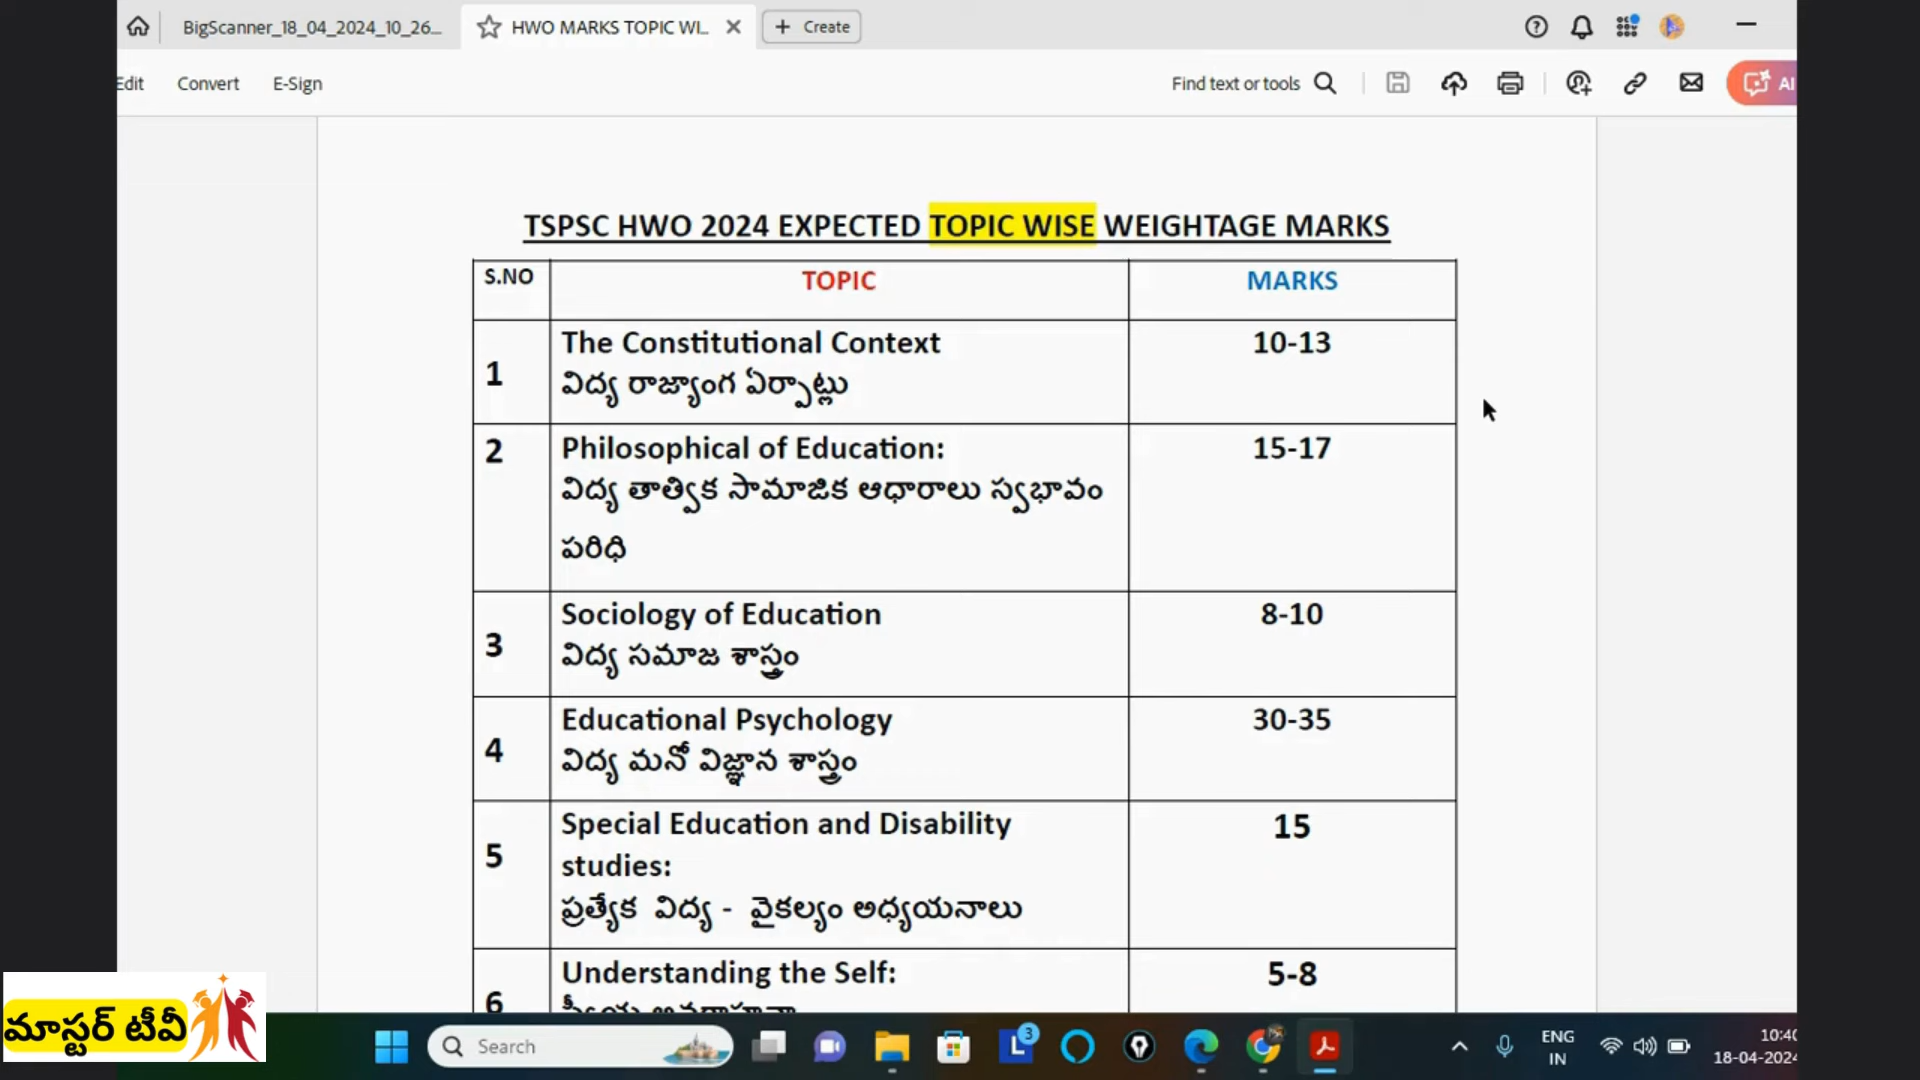 BigScanner_18_04_2024_10_26...
HWO MARKS TOPIC WI...
Create
Edit
Convert
E-Sign
Find text or tools
AI
TSPSC HWO 2024 EXPECTED TOPIC WISE WEIGHTAGE MARKS
S.NO TOPIC MARKS
1 The Constitutional Context 10-13
విద్య రాజ్యాంగ ఏర్పాట్లు
2 Philosophical of Education: 15-17
విద్య తాత్విక సామాజిక ఆధారాలు స్వభావం
పరిధి
3 Sociology of Education 8-10
విద్య సమాజ శాస్త్రం
4 Educational Psychology 30-35
విద్య మనో విజ్ఞాన శాస్త్రం
5 Special Education and Disability 15
studies:
ప్రత్యేక విద్య - వైకల్యం అధ్యయనాలు
6 Understanding the Self: 5-8
మాస్టర్ టీవీ
Search
3
ENG
IN
10:40
18-04-2024